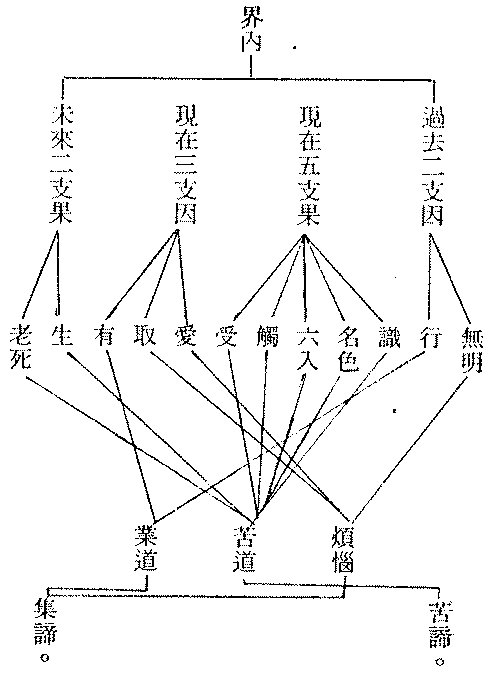 界內
過去二支因
現在五支果
現在三支因
未來二支果
無明
行
識
名色
六入
觸
受
愛
取
有
生
老死
煩惱
苦道
業道
苦諦。
集諦。